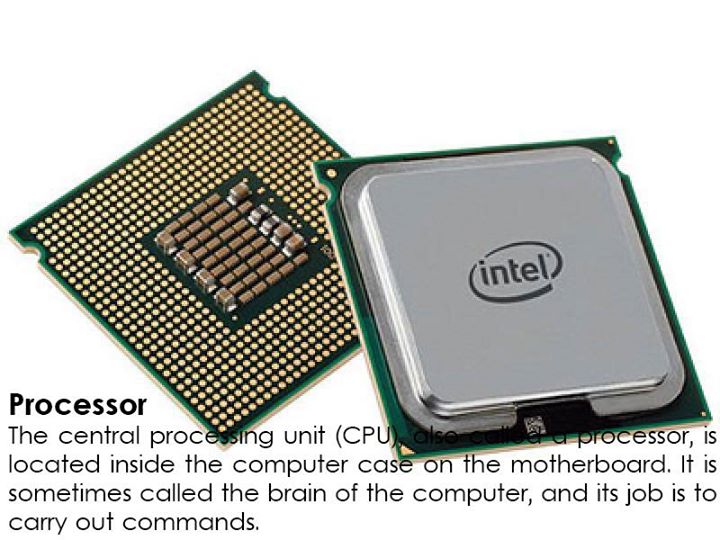 intel
Processor
The central processing unit (CPU), also called a processor, is
located inside the computer case on the motherboard. It is
sometimes called the brain of the computer, and its job is to
carry out commands.